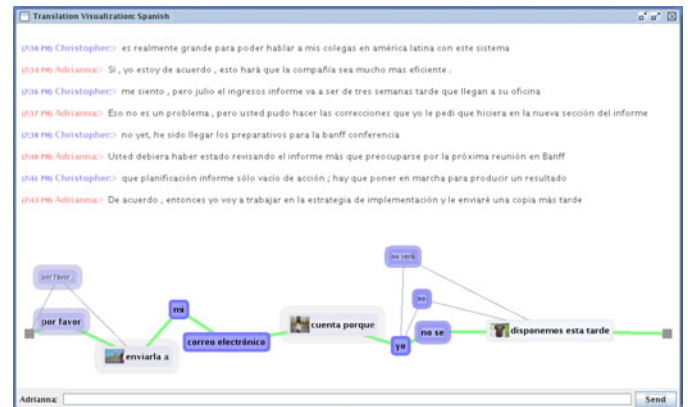 Translation Visualization: Spanish
(7:38 PM) Christopher:> es realmente grande para poder hablar a mis colegas en américa latina con este sistema
(7:34 PM) Adrianna:> Si , yo estoy de acuerdo , esto hará que la compañía sea mucho mas eficiente .
(7:36 PM) Christopher:> me siento , pero julio el ingresos informe va a ser de tres semanas tarde que llegan a su oficina
(7:37 PM) Adrianna:> Eso no es un problema , pero usted pudo hacer las correcciones que yo le pedi que hiciera en la nueva sección del informe
(7:38 PM) Christopher:> no yet, he sido llegar los preparativos para la banff conferencia
(7:40 PM) Adrianna:> Usted debiera haber estado revisando el informe màs que preocuparse por la próxima reunión en Banff
(7:41 PM) Christopher:> que planificación informe sólo vacío de acción ; hay que poner en marcha para producir un resultado
(7:43 PM) Adrianna:> De acuerdo , entonces yo voy a trabajar en la estrategia de implementación y le enviaré una copia màs tarde
no será
por favor ,
no
mi
por favor
cuenta porque
no se
disponemos esta tarde
correo electrónico
yo
enviarla a
Adrianna:
Send